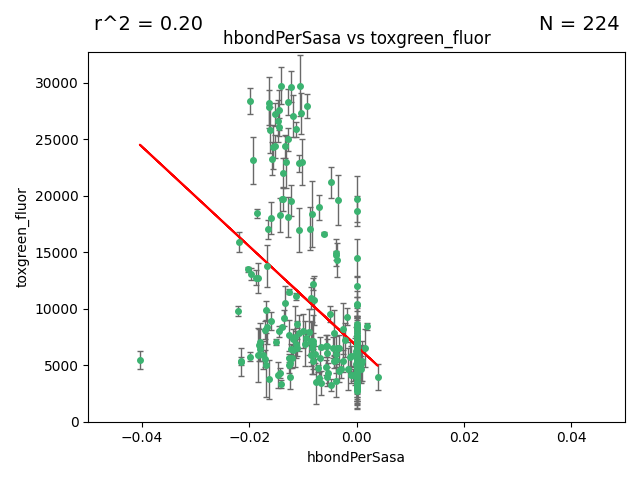 r^2 = 0.20
N = 224
hbondPerSasa vs toxgreen_fluor
toxgreen_fluor
30000
25000
20000
15000
10000
5000
0
−0.04
−0.02
0.00
0.02
0.04
hbondPerSasa